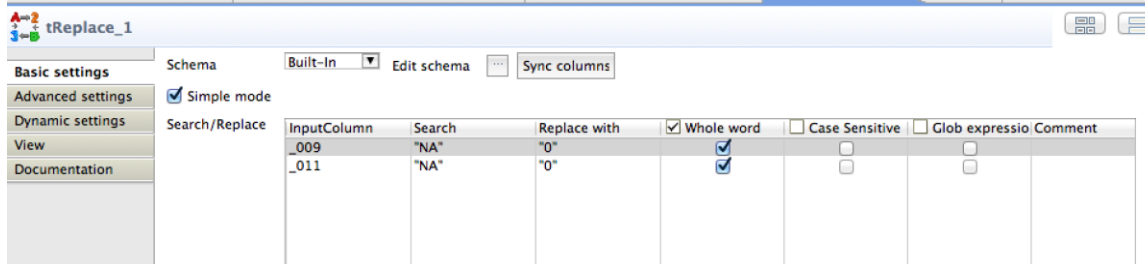 tReplace_1
Basic settings
Advanced settings
Dynamic settings
View
Documentation
Schema Built-In Edit schema ... Sync columns
Simple mode
Search/Replace
InputColumn Search Replace with Whole word Case Sensitive Glob expressio Comment
_009 "NA" "0"
_011 "NA" "0"